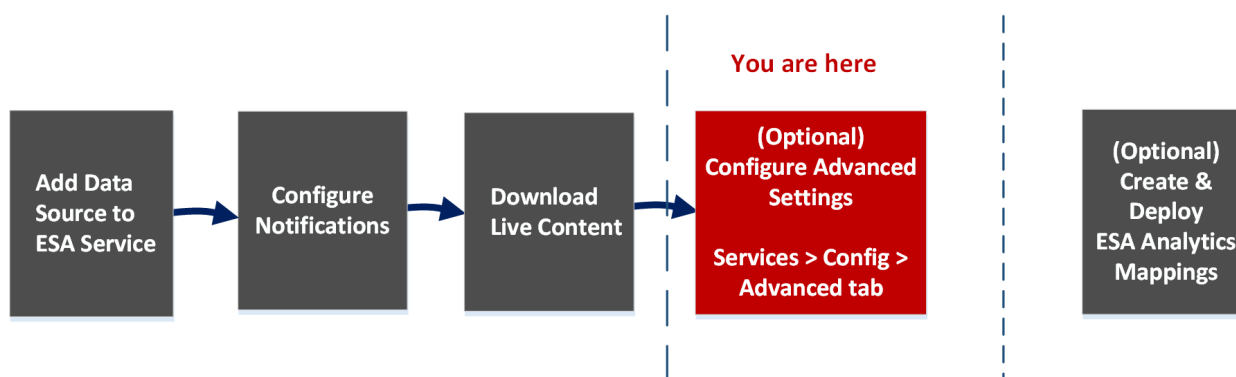 You are here
Add Data
Source to
ESA Service
Configure
Notifications
Download
Live Content
(Optional)
Configure Advanced
Settings
Services > Config >
Advanced tab
(Optional)
Create &
Deploy
ESA Analytics
Mappings